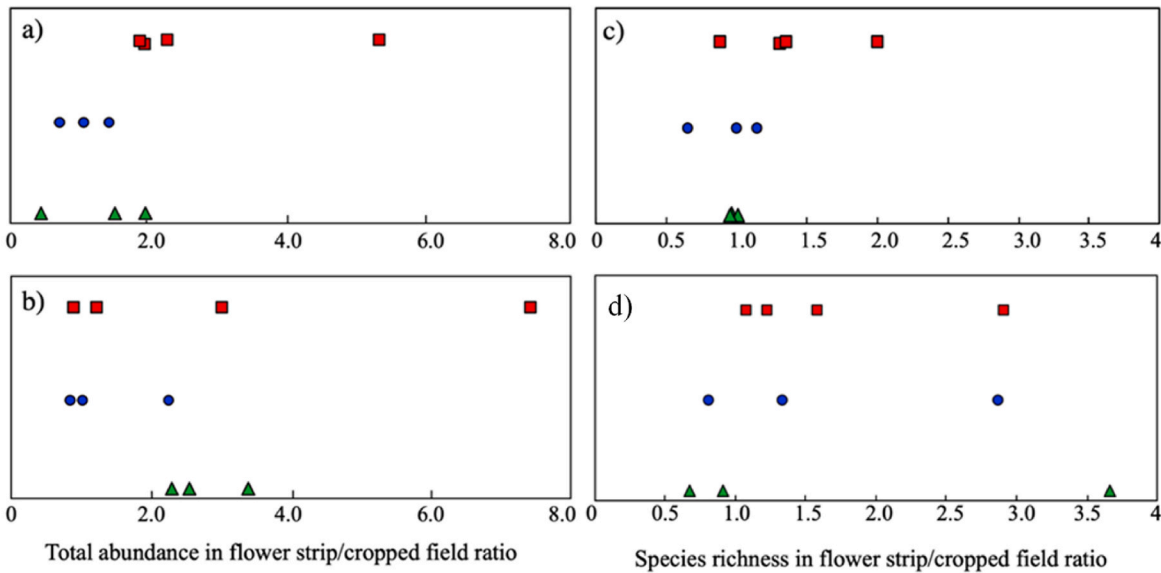 a)
0 2.0 4.0 6.0 8.0
c)
0 0.5 1.0 1.5 2.0 2.5 3.0 3.5 4
b)
0 2.0 4.0 6.0 8.0
Total abundance in flower strip/cropped field ratio
d)
0.5 1.0 1.5 2.0 2.5 3.0 3.5 4
0
Species richness in flower strip/cropped field ratio